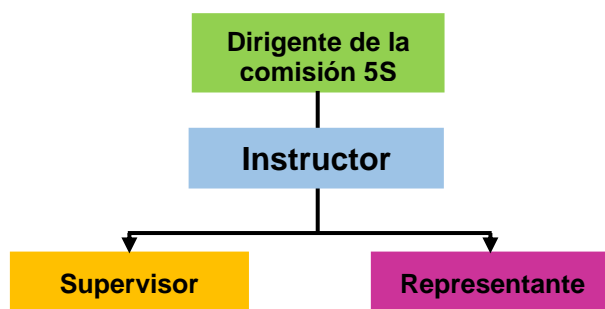 Dirigente de la
comisión 5S
Instructor
Supervisor
Representante